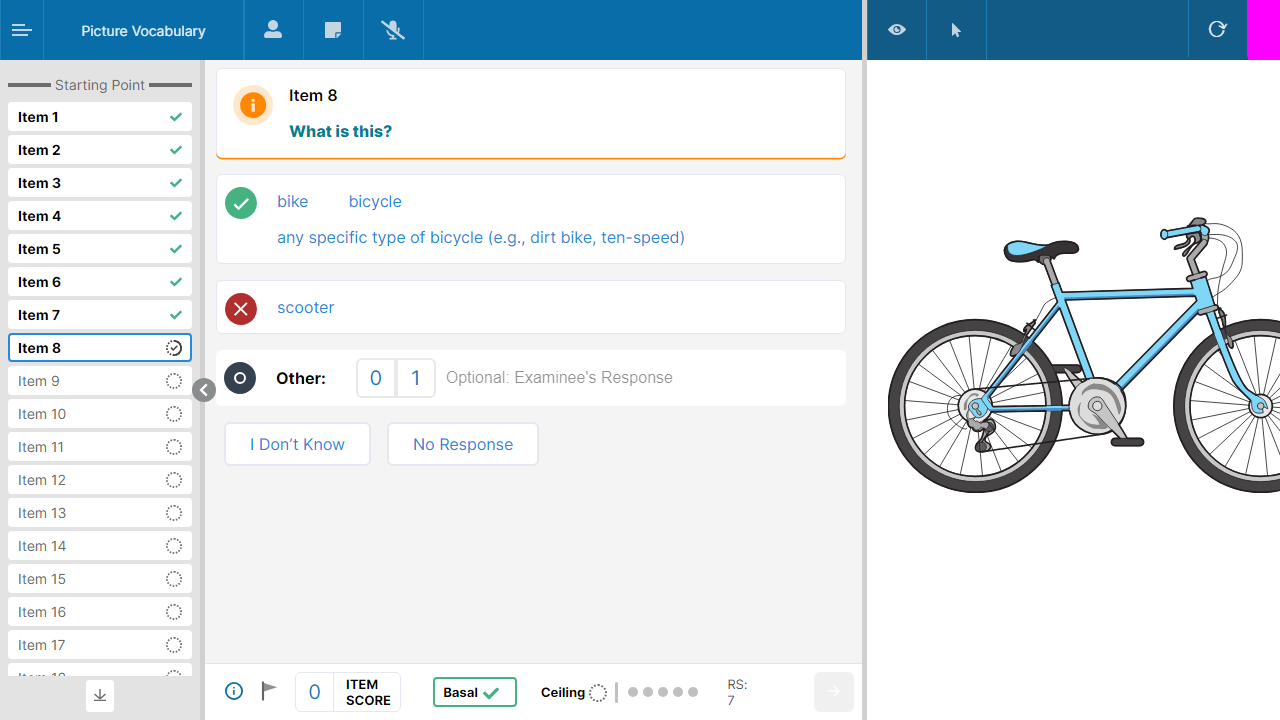 Picture Vocabulary
Starting Point
Item 1
Item 2
Item 3
Item 4
Item 5
Item 6
Item 7
Item 8
Item 9
Item 10
Item 11
Item 12
Item 13
Item 14
Item 15
Item 16
Item 17
Item 18
Item 8
What is this?
bike bicycle
any specific type of bicycle (e.g., dirt bike, ten-speed)
scooter
Other: 0 1 Optional: Examinee's Response
I Don’t Know No Response
0 ITEM
SCORE
Basal
Ceiling
RS:
7